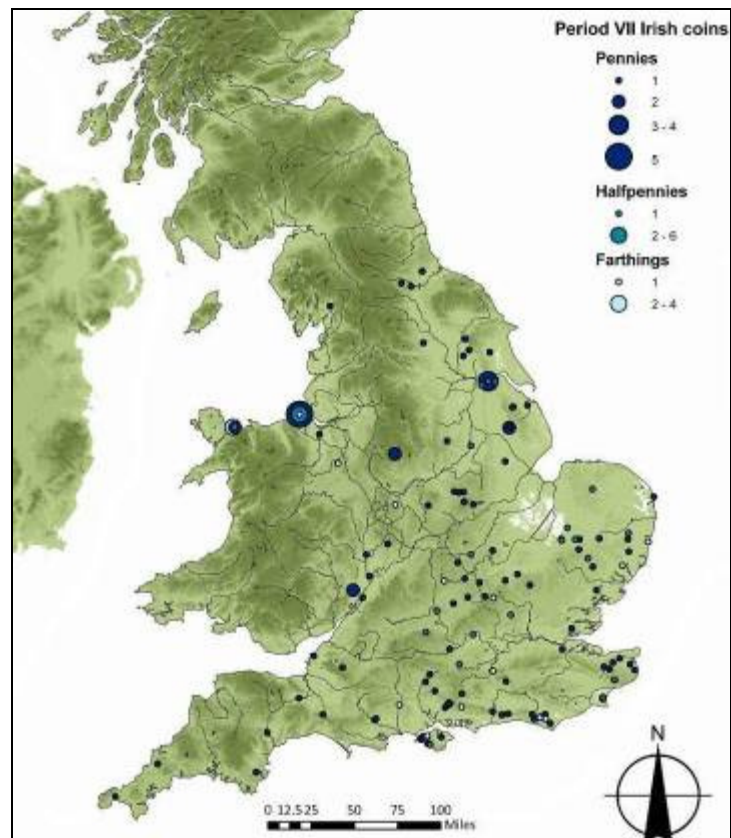 Period VII Irish coins
Pennies
1
2
3 - 4
5
Halfpennies
1
2 - 6
Farthings
1
2 - 4
N
0 12.5 25 50 75 100
Miles